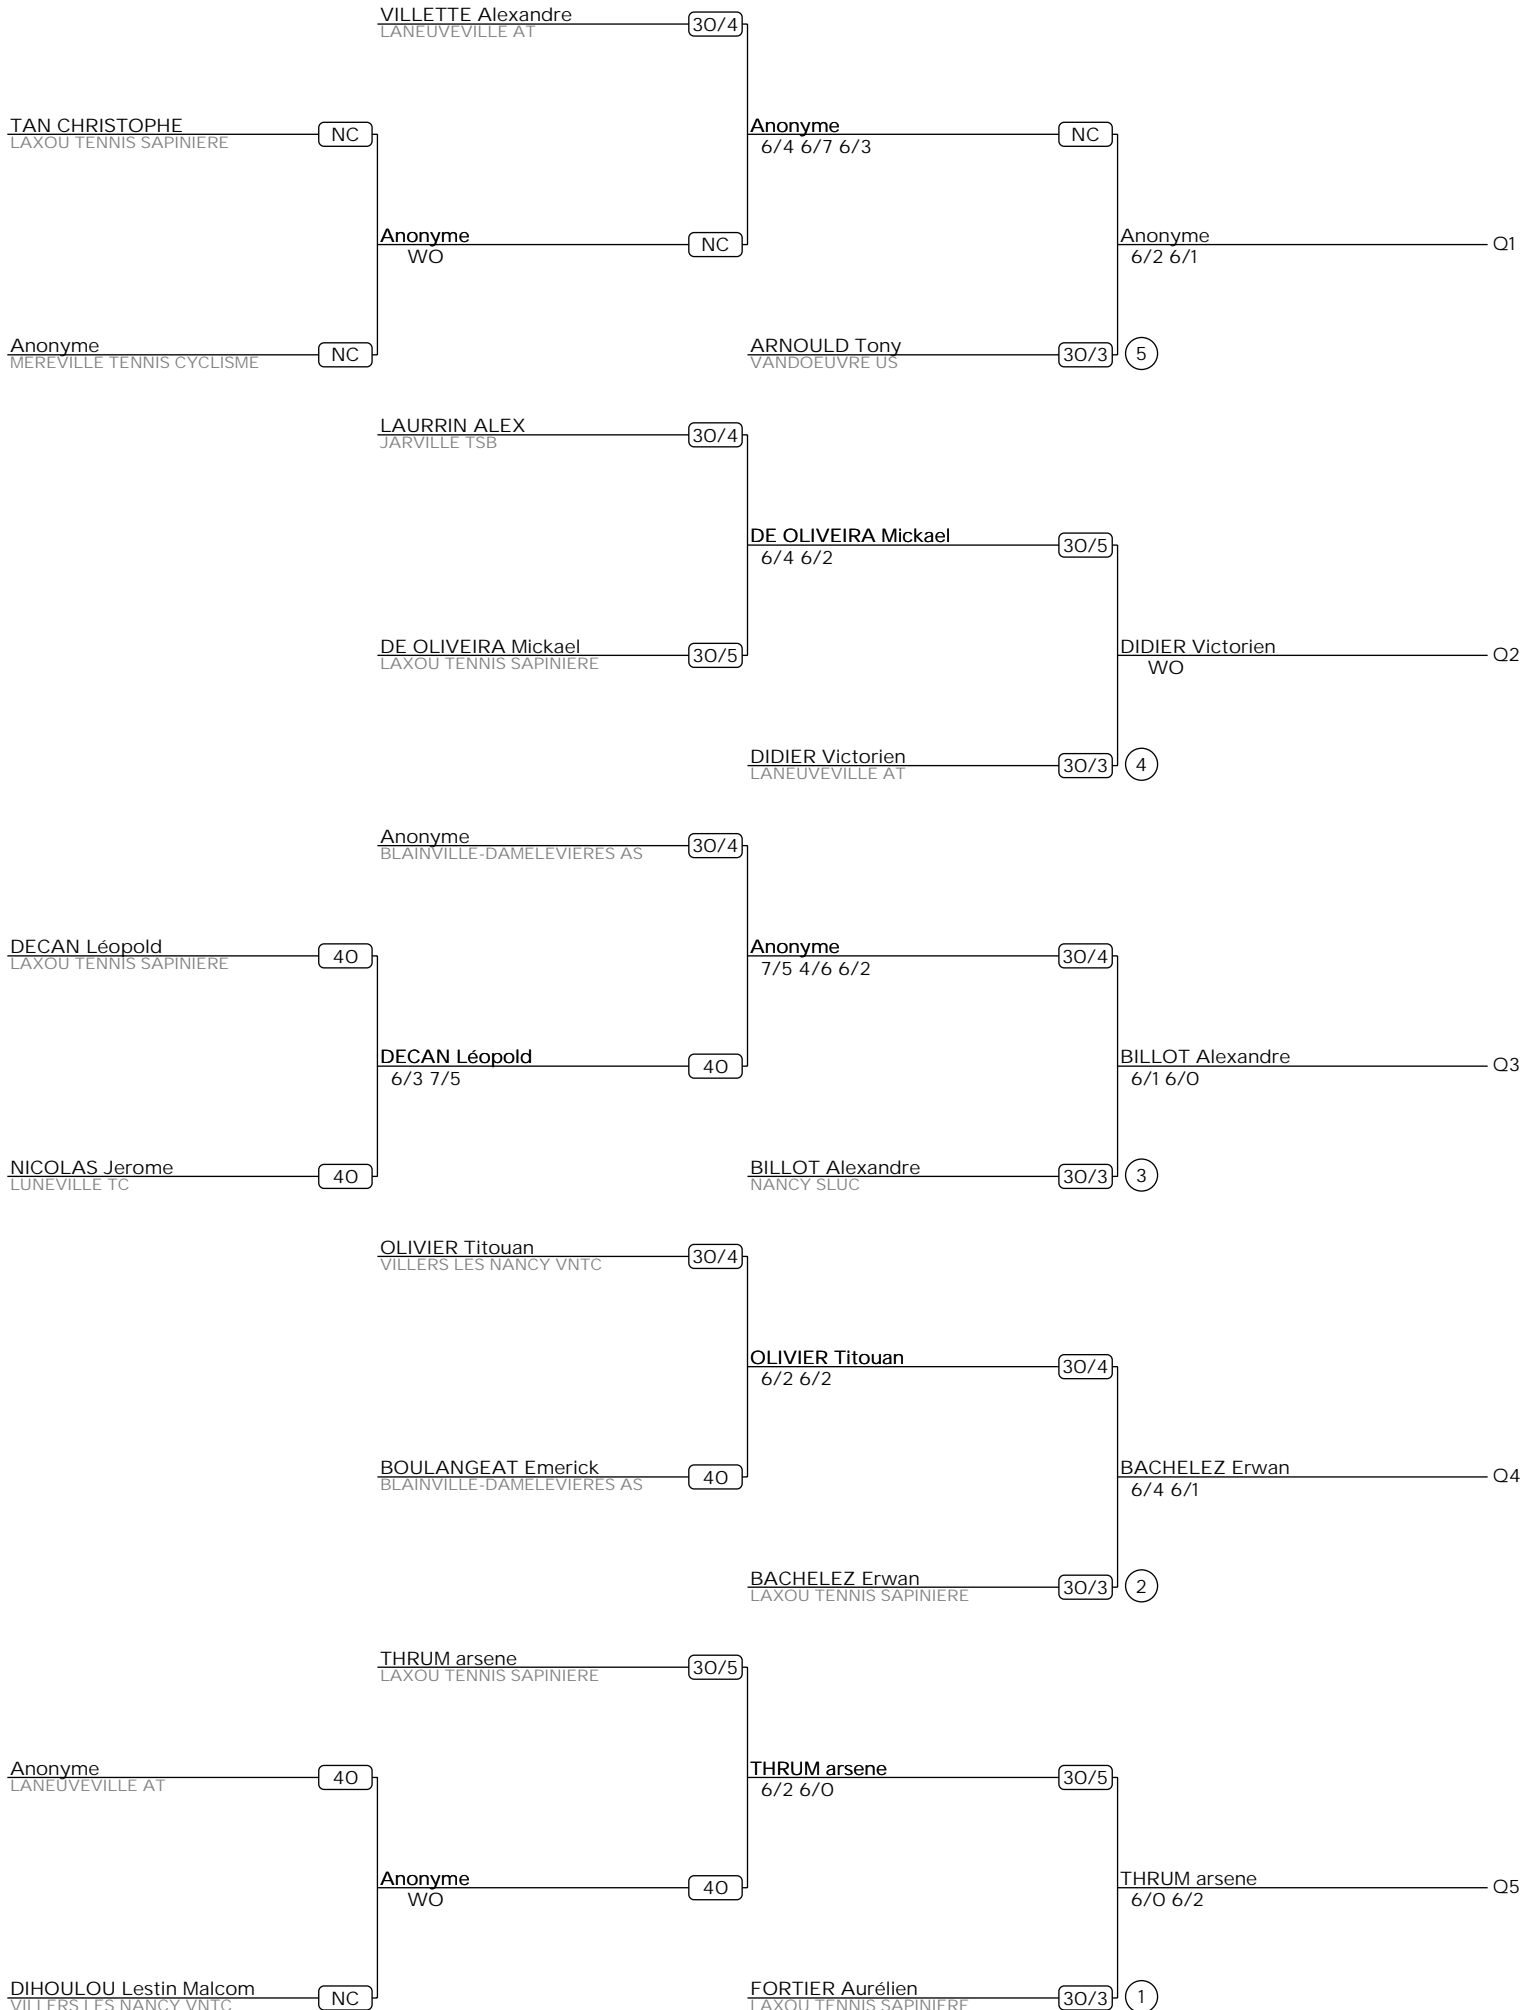 VILLETTE Alexandre
30/4
LANEUVEVILLE AT
TAN CHRISTOPHE
NC
LAXOU TENNIS SAPINIERE
Anonyme
NC
6/4 6/7 6/3
Anonyme
NC
WO
Anonyme
Q1
6/2 6/1
Anonyme
NC
MEREVILLE TENNIS CYCLISME
ARNOULD Tony
30/3
5
VANDOEUVRE US
LAURRIN ALEX
30/4
JARVILLE TSB
DE OLIVEIRA Mickael
30/5
6/4 6/2
DE OLIVEIRA Mickael
30/5
LAXOU TENNIS SAPINIERE
DIDIER Victorien
Q2
WO
DIDIER Victorien
30/3
4
LANEUVEVILLE AT
Anonyme
30/4
BLAINVILLE-DAMELEVIERES AS
DECAN Léopold
40
LAXOU TENNIS SAPINIERE
Anonyme
30/4
7/5 4/6 6/2
DECAN Léopold
40
6/3 7/5
BILLOT Alexandre
Q3
6/1 6/0
NICOLAS Jerome
40
LUNEVILLE TC
BILLOT Alexandre
30/3
3
NANCY SLUC
OLIVIER Titouan
30/4
VILLERS LES NANCY VNTC
OLIVIER Titouan
30/4
6/2 6/2
BOULANGEAT Emerick
40
BLAINVILLE-DAMELEVIERES AS
BACHELEZ Erwan
Q4
6/4 6/1
BACHELEZ Erwan
30/3
2
LAXOU TENNIS SAPINIERE
THRUM arsene
30/5
LAXOU TENNIS SAPINIERE
Anonyme
40
LANEUVEVILLE AT
THRUM arsene
30/5
6/2 6/0
Anonyme
40
WO
THRUM arsene
Q5
6/0 6/2
DIHOULOU Lestin Malcom
NC
VILLERS LES NANCY VNTC
FORTIER Aurélien
30/3
1
LAXOU TENNIS SAPINIERE